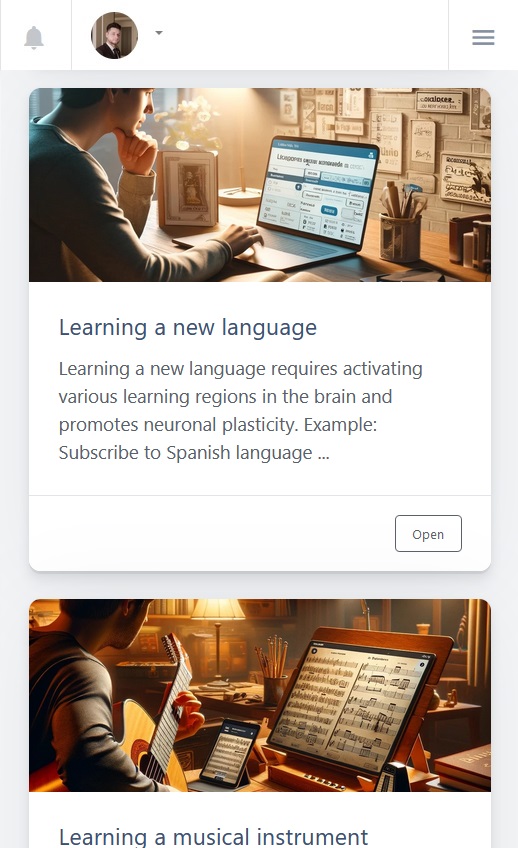 Learning a new language
Learning a new language requires activating
various learning regions in the brain and
promotes neuronal plasticity. Example:
Subscribe to Spanish language ...
Open
Learning a musical instrument